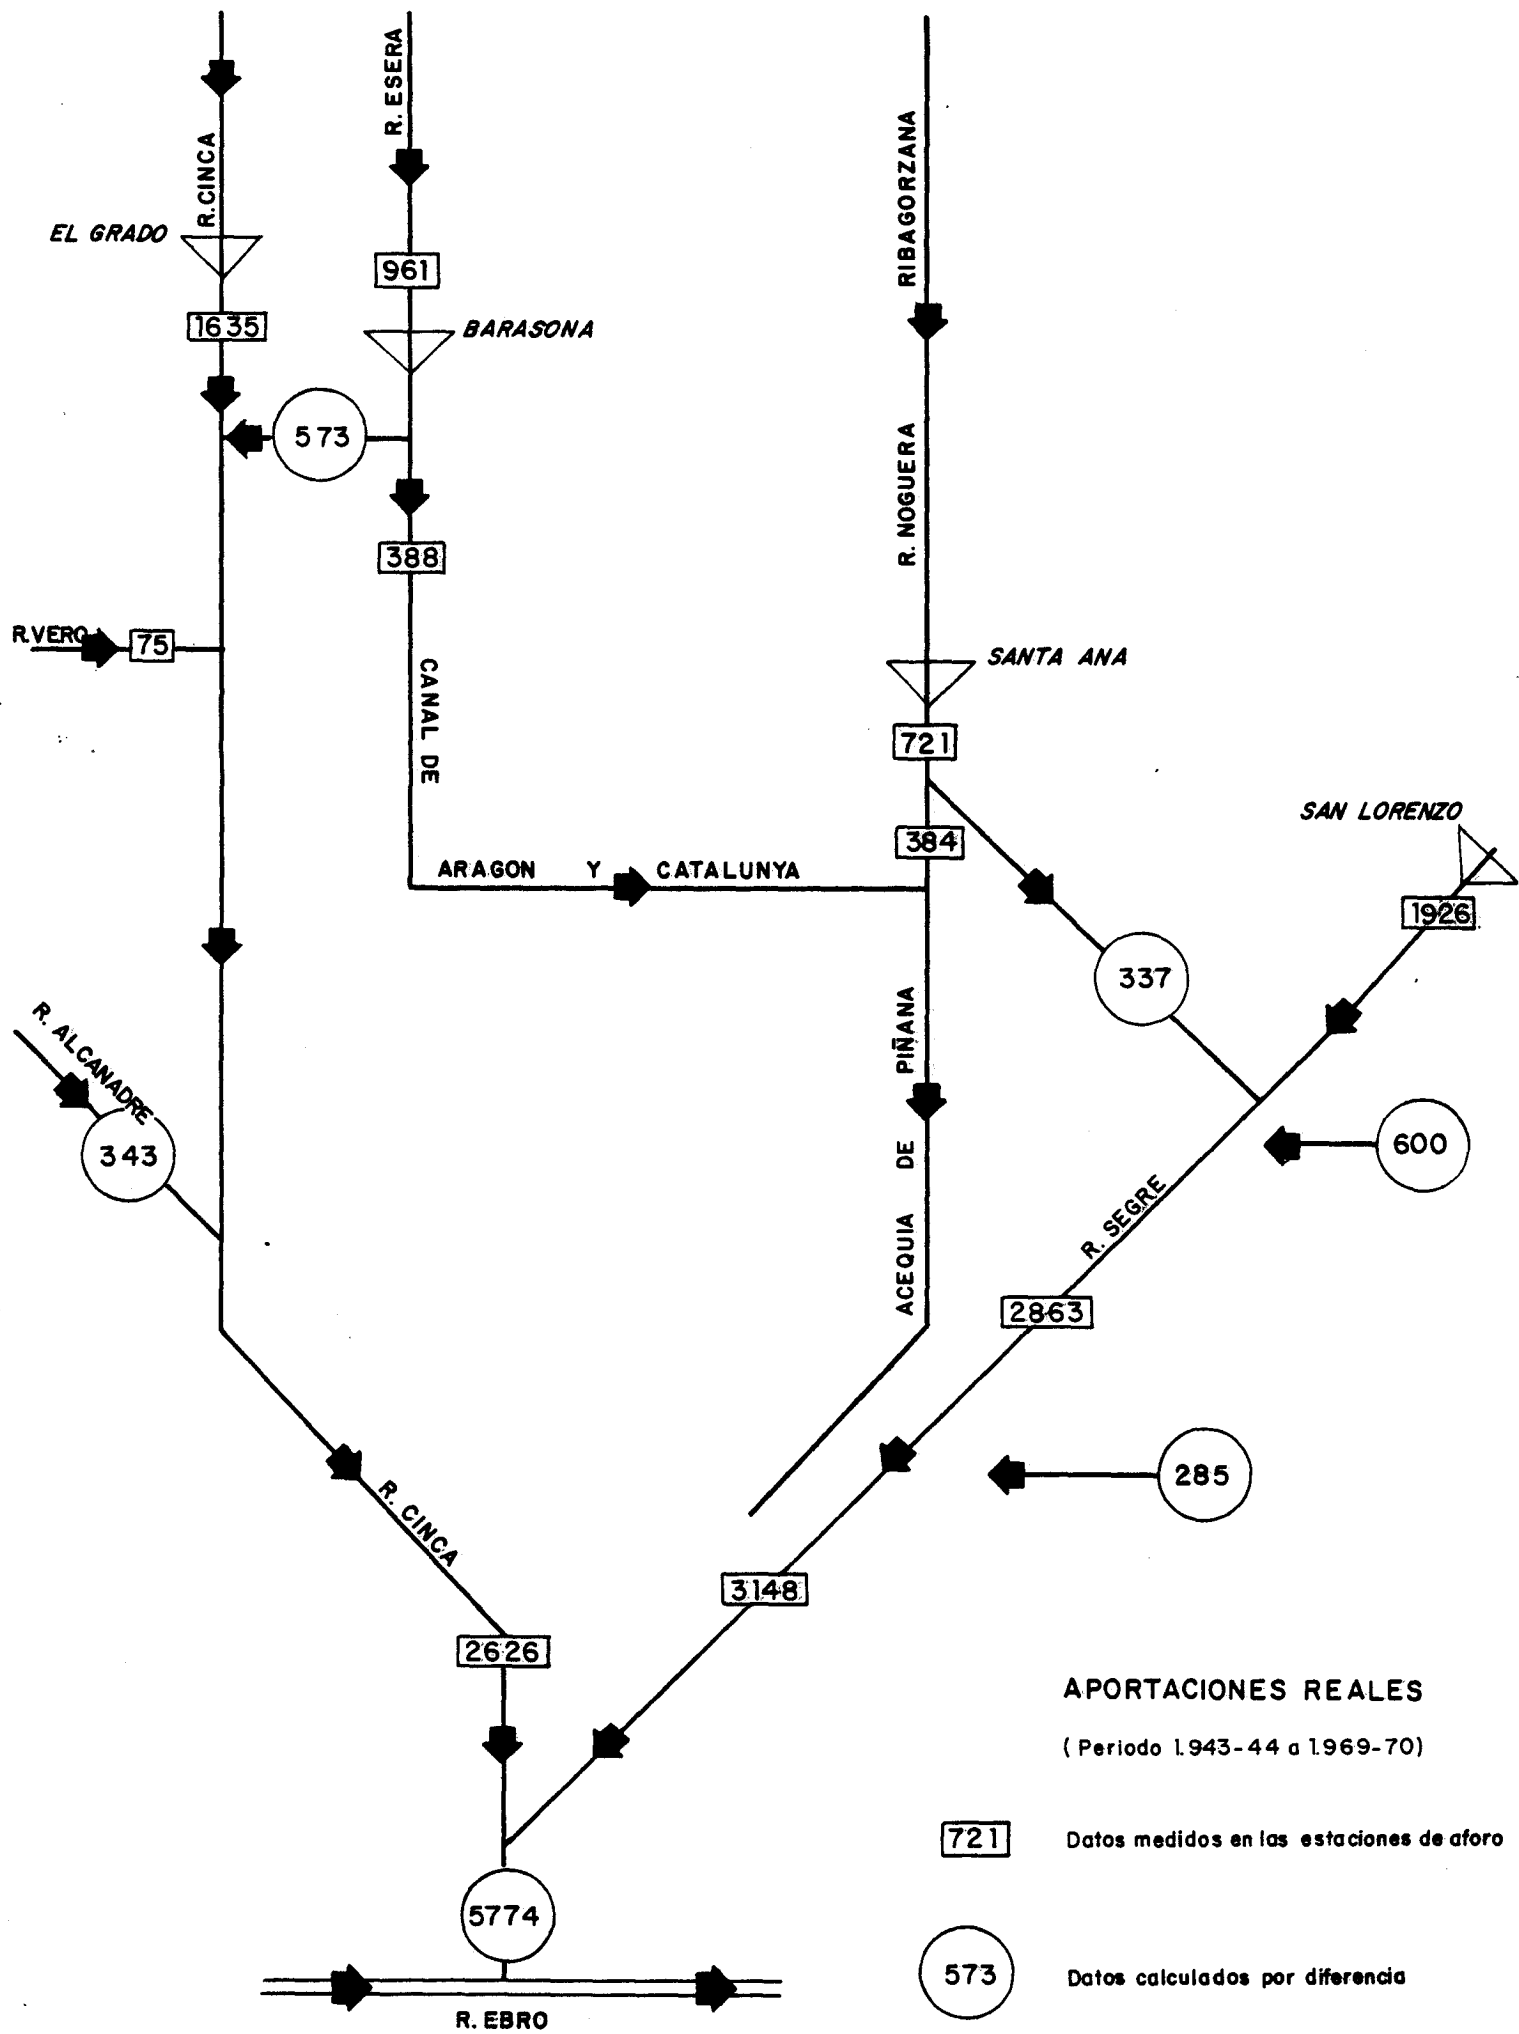 R. CINCA
R. ESERA
EL GRADO
961
1635
BARASONA
573
388
R. VERO
75
CANAL DE
ARAGON Y CATALUNYA
R. NOGUERA RIBAGORZANA
SANTA ANA
721
384
SAN LORENZO
1926
337
600
ACEQUIA DE PIÑANA
R. ALCANADRE
343
R. SEGRE
2863
285
R. CINCA
3148
2626
5774
R. EBRO
APORTACIONES REALES
( Periodo 1.943-44 a 1.969-70)
721 Datos medidos en las estaciones de aforo
573 Datos calculados por diferencia